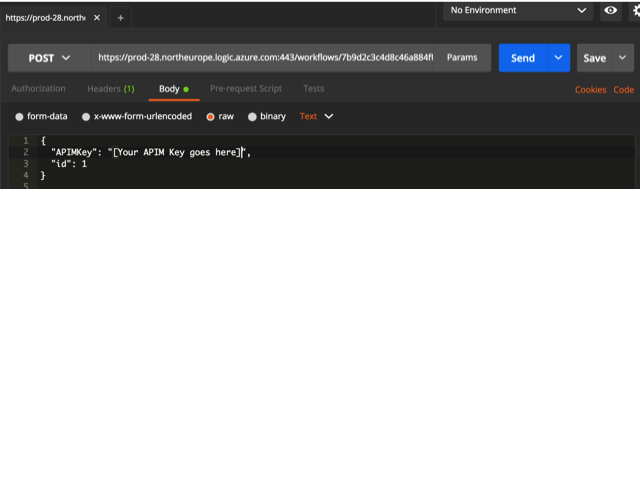 https://prod-28.north
No Environment
POST https://prod-28.northeurope.logic.azure.com:443/workflows/7b9d2c3c4d8c46a884fl Params Send Save
Authorization Headers (1) Body Pre-request Script Tests Cookies Code
form-data x-www-form-urlencoded raw binary Text
1 {
2 "APIMKey": "[Your APIM Key goes here]",
3 "id": 1
4 }
5